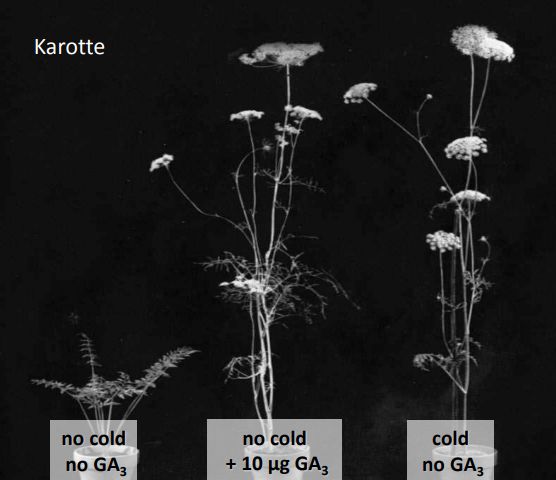 Karotte
no cold
no GA₃
no cold
+ 10 µg GA₃
cold
no GA₃